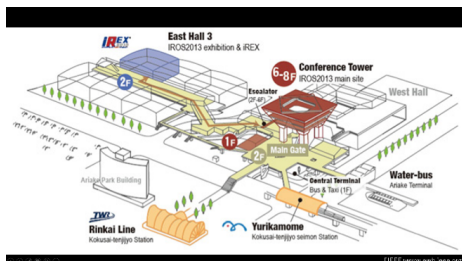 iREX
East Hall 3
IROS2013 exhibition & iREX
2F
6-8F
Conference Tower
IROS2013 main site
Esealator
(2F-8F)
West Hall
1F
2F
Main Gate
Ariake Park Building
Central Terminal
Bus & Taxi (1F)
Water-bus
Ariake Terminal
TWR
Rinkai Line
Kokusai-tenjijyo Station
Yurikamome
Kokusai-tenjijyo seimon Station